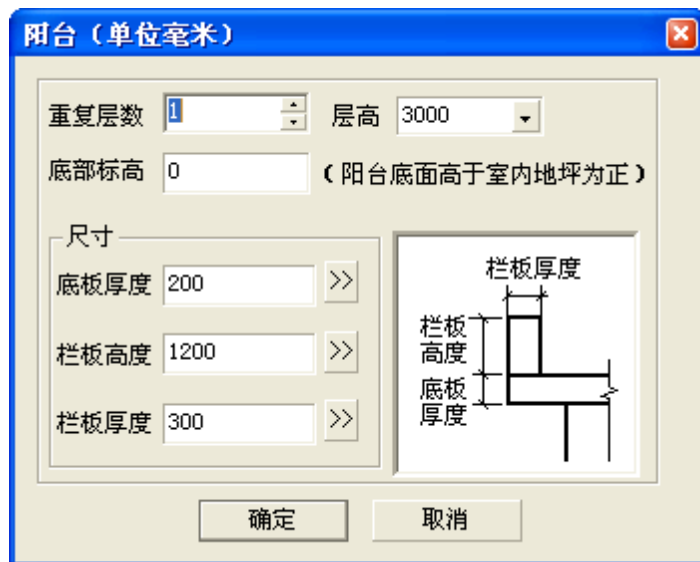 阳台（单位毫米）
重复层数 1 层高 3000
底部标高 0 （阳台底面高于室内地坪为正）
尺寸
底板厚度 200 >>
栏板高度 1200 >>
栏板厚度 300 >>
栏板厚度
栏板
高度
底板
厚度
确定 取消